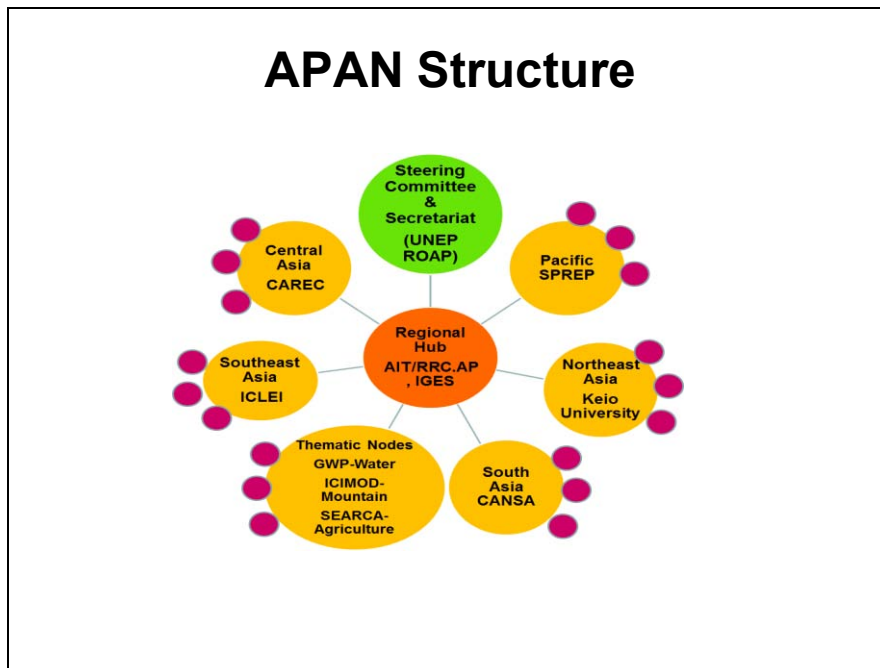 APAN Structure
Steering
Committee
&
Secretariat
(UNEP
ROAP)
Central
Asia
CAREC
Pacific
SPREP
Regional
Hub
AIT/RRC.AP
, IGES
Southeast
Asia
ICLEI
Northeast
Asia
Keio
University
Thematic Nodes
GWP-Water
ICIMOD-
Mountain
SEARCA-
Agriculture
South
Asia
CANSA